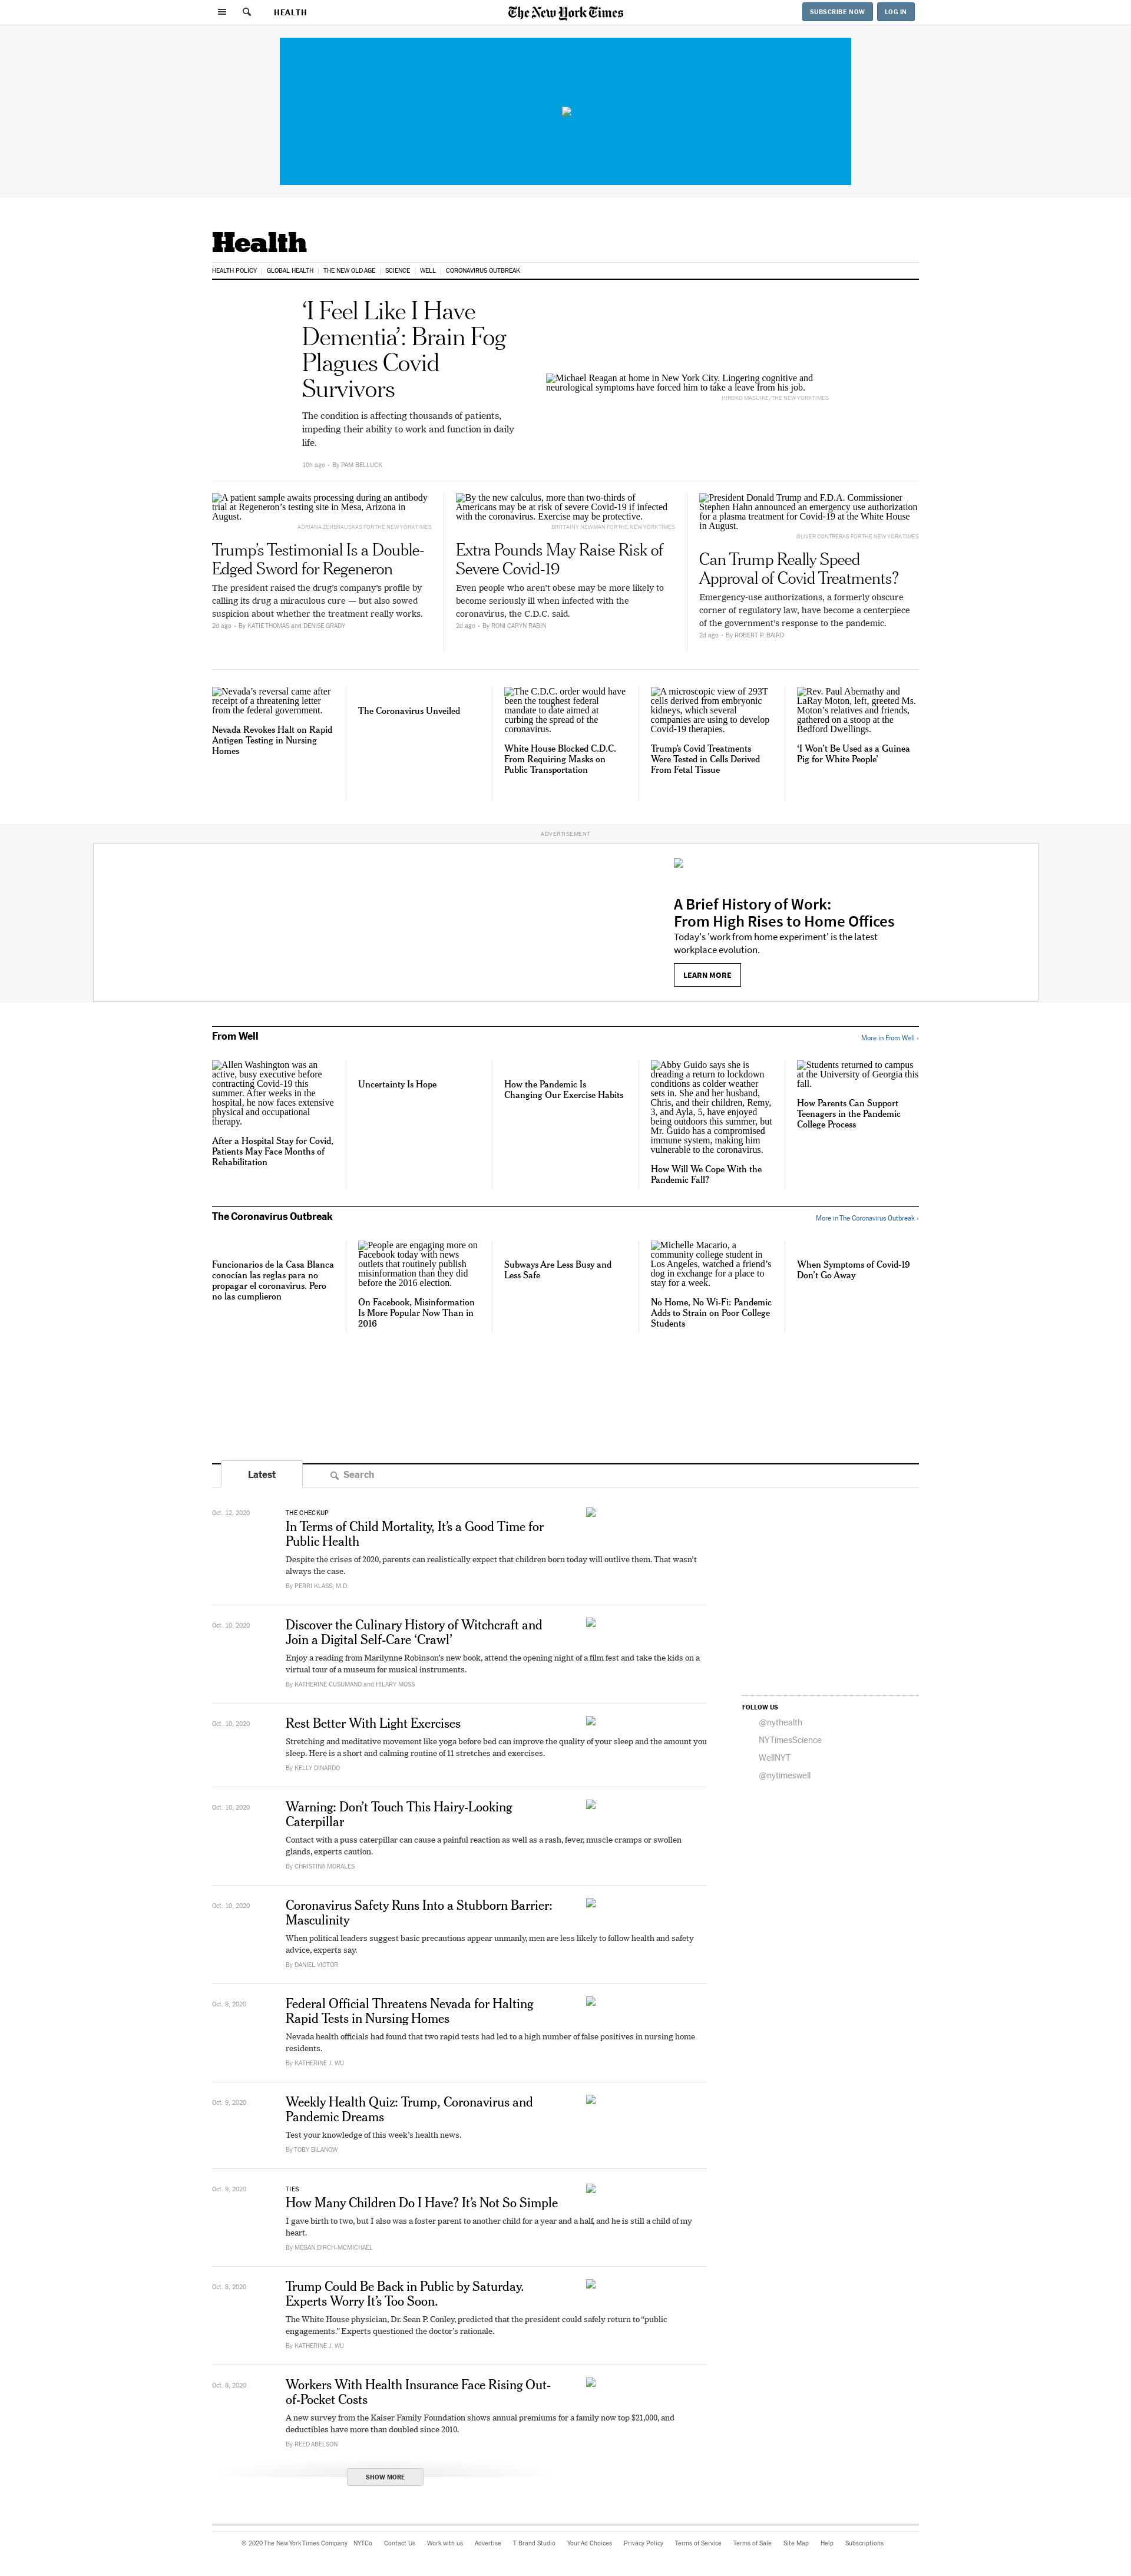 HEALTH
The New York Times
SUBSCRIBE NOW
LOG IN
Health
HEALTH POLICY
GLOBAL HEALTH
THE NEW OLD AGE
SCIENCE
WELL
CORONAVIRUS OUTBREAK
‘I Feel Like I Have
Dementia’: Brain Fog
Plagues Covid
Survivors
The condition is affecting thousands of patients,
impeding their ability to work and function in daily
life.
10h ago • By PAM BELLUCK
Michael Reagan at home in New York City. Lingering cognitive and
neurological symptoms have forced him to take a leave from his job.
HIROKO MASUIKE/THE NEW YORK TIMES
A patient sample awaits processing during an antibody
trial at Regeneron’s testing site in Mesa, Arizona in
August.
ADRIANA ZEHBRAUSKAS FOR THE NEW YORK TIMES
Trump’s Testimonial Is a Double-
Edged Sword for Regeneron
The president raised the drug’s company’s profile by
calling its drug a miraculous cure — but also sowed
suspicion about whether the treatment really works.
2d ago • By KATIE THOMAS and DENISE GRADY
By the new calculus, more than two-thirds of
Americans may be at risk of severe Covid-19 if infected
with the coronavirus. Exercise may be protective.
BRITTAINY NEWMAN FOR THE NEW YORK TIMES
Extra Pounds May Raise Risk of
Severe Covid-19
Even people who aren’t obese may be more likely to
become seriously ill when infected with the
coronavirus, the C.D.C. said.
2d ago • By RONI CARYN RABIN
President Donald Trump and F.D.A. Commissioner
Stephen Hahn announced an emergency use authorization
for a plasma treatment for Covid-19 at the White House
in August.
OLIVER CONTRERAS FOR THE NEW YORK TIMES
Can Trump Really Speed
Approval of Covid Treatments?
Emergency-use authorizations, a formerly obscure
corner of regulatory law, have become a centerpiece
of the government’s response to the pandemic.
2d ago • By ROBERT P. BAIRD
Nevada’s reversal came after
receipt of a threatening letter
from the federal government.
Nevada Revokes Halt on Rapid
Antigen Testing in Nursing
Homes
The Coronavirus Unveiled
The C.D.C. order would have
been the toughest federal
mandate to date aimed at
curbing the spread of the
coronavirus.
White House Blocked C.D.C.
From Requiring Masks on
Public Transportation
A microscopic view of 293T
cells derived from embryonic
kidneys, which several
companies are using to develop
Covid-19 therapies.
Trump’s Covid Treatments
Were Tested in Cells Derived
From Fetal Tissue
Rev. Paul Abernathy and
LaRay Moton, left, greeted Ms.
Moton’s relatives and friends,
gathered on a stoop at the
Bedford Dwellings.
‘I Won’t Be Used as a Guinea
Pig for White People’
ADVERTISEMENT
A Brief History of Work:
From High Rises to Home Offices
Today's 'work from home experiment' is the latest
workplace evolution.
LEARN MORE
From Well
More in From Well ›
Allen Washington was an
active, busy executive before
contracting Covid-19 this
summer. After weeks in the
hospital, he now faces extensive
physical and occupational
therapy.
After a Hospital Stay for Covid,
Patients May Face Months of
Rehabilitation
Uncertainty Is Hope
How the Pandemic Is
Changing Our Exercise Habits
Abby Guido says she is
dreading a return to lockdown
conditions as colder weather
sets in. She and her husband,
Chris, and their children, Remy,
3, and Ayla, 5, have enjoyed
being outdoors this summer, but
Mr. Guido has a compromised
immune system, making him
vulnerable to the coronavirus.
How Will We Cope With the
Pandemic Fall?
Students returned to campus
at the University of Georgia this
fall.
How Parents Can Support
Teenagers in the Pandemic
College Process
The Coronavirus Outbreak
More in The Coronavirus Outbreak ›
Funcionarios de la Casa Blanca
conocían las reglas para no
propagar el coronavirus. Pero
no las cumplieron
People are engaging more on
Facebook today with news
outlets that routinely publish
misinformation than they did
before the 2016 election.
On Facebook, Misinformation
Is More Popular Now Than in
2016
Subways Are Less Busy and
Less Safe
Michelle Macario, a
community college student in
Los Angeles, watched a friend’s
dog in exchange for a place to
stay for a week.
No Home, No Wi-Fi: Pandemic
Adds to Strain on Poor College
Students
When Symptoms of Covid-19
Don’t Go Away
Latest
Search
Oct. 12, 2020
THE CHECKUP
In Terms of Child Mortality, It’s a Good Time for
Public Health
Despite the crises of 2020, parents can realistically expect that children born today will outlive them. That wasn’t
always the case.
By PERRI KLASS, M.D.
Oct. 10, 2020
Discover the Culinary History of Witchcraft and
Join a Digital Self-Care ‘Crawl’
Enjoy a reading from Marilynne Robinson’s new book, attend the opening night of a film fest and take the kids on a
virtual tour of a museum for musical instruments.
By KATHERINE CUSUMANO and HILARY MOSS
Oct. 10, 2020
Rest Better With Light Exercises
Stretching and meditative movement like yoga before bed can improve the quality of your sleep and the amount you
sleep. Here is a short and calming routine of 11 stretches and exercises.
By KELLY DINARDO
Oct. 10, 2020
Warning: Don’t Touch This Hairy-Looking
Caterpillar
Contact with a puss caterpillar can cause a painful reaction as well as a rash, fever, muscle cramps or swollen
glands, experts caution.
By CHRISTINA MORALES
Oct. 10, 2020
Coronavirus Safety Runs Into a Stubborn Barrier:
Masculinity
When political leaders suggest basic precautions appear unmanly, men are less likely to follow health and safety
advice, experts say.
By DANIEL VICTOR
Oct. 9, 2020
Federal Official Threatens Nevada for Halting
Rapid Tests in Nursing Homes
Nevada health officials had found that two rapid tests had led to a high number of false positives in nursing home
residents.
By KATHERINE J. WU
Oct. 9, 2020
Weekly Health Quiz: Trump, Coronavirus and
Pandemic Dreams
Test your knowledge of this week’s health news.
By TOBY BILANOW
Oct. 9, 2020
TIES
How Many Children Do I Have? It’s Not So Simple
I gave birth to two, but I also was a foster parent to another child for a year and a half, and he is still a child of my
heart.
By MEGAN BIRCH-MCMICHAEL
Oct. 8, 2020
Trump Could Be Back in Public by Saturday.
Experts Worry It’s Too Soon.
The White House physician, Dr. Sean P. Conley, predicted that the president could safely return to “public
engagements.” Experts questioned the doctor’s rationale.
By KATHERINE J. WU
Oct. 8, 2020
Workers With Health Insurance Face Rising Out-
of-Pocket Costs
A new survey from the Kaiser Family Foundation shows annual premiums for a family now top $21,000, and
deductibles have more than doubled since 2010.
By REED ABELSON
SHOW MORE
FOLLOW US
@nythealth
NYTimesScience
WellNYT
@nytimeswell
© 2020 The New York Times Company NYTCo Contact Us Work with us Advertise T Brand Studio Your Ad Choices Privacy Policy Terms of Service Terms of Sale Site Map Help Subscriptions